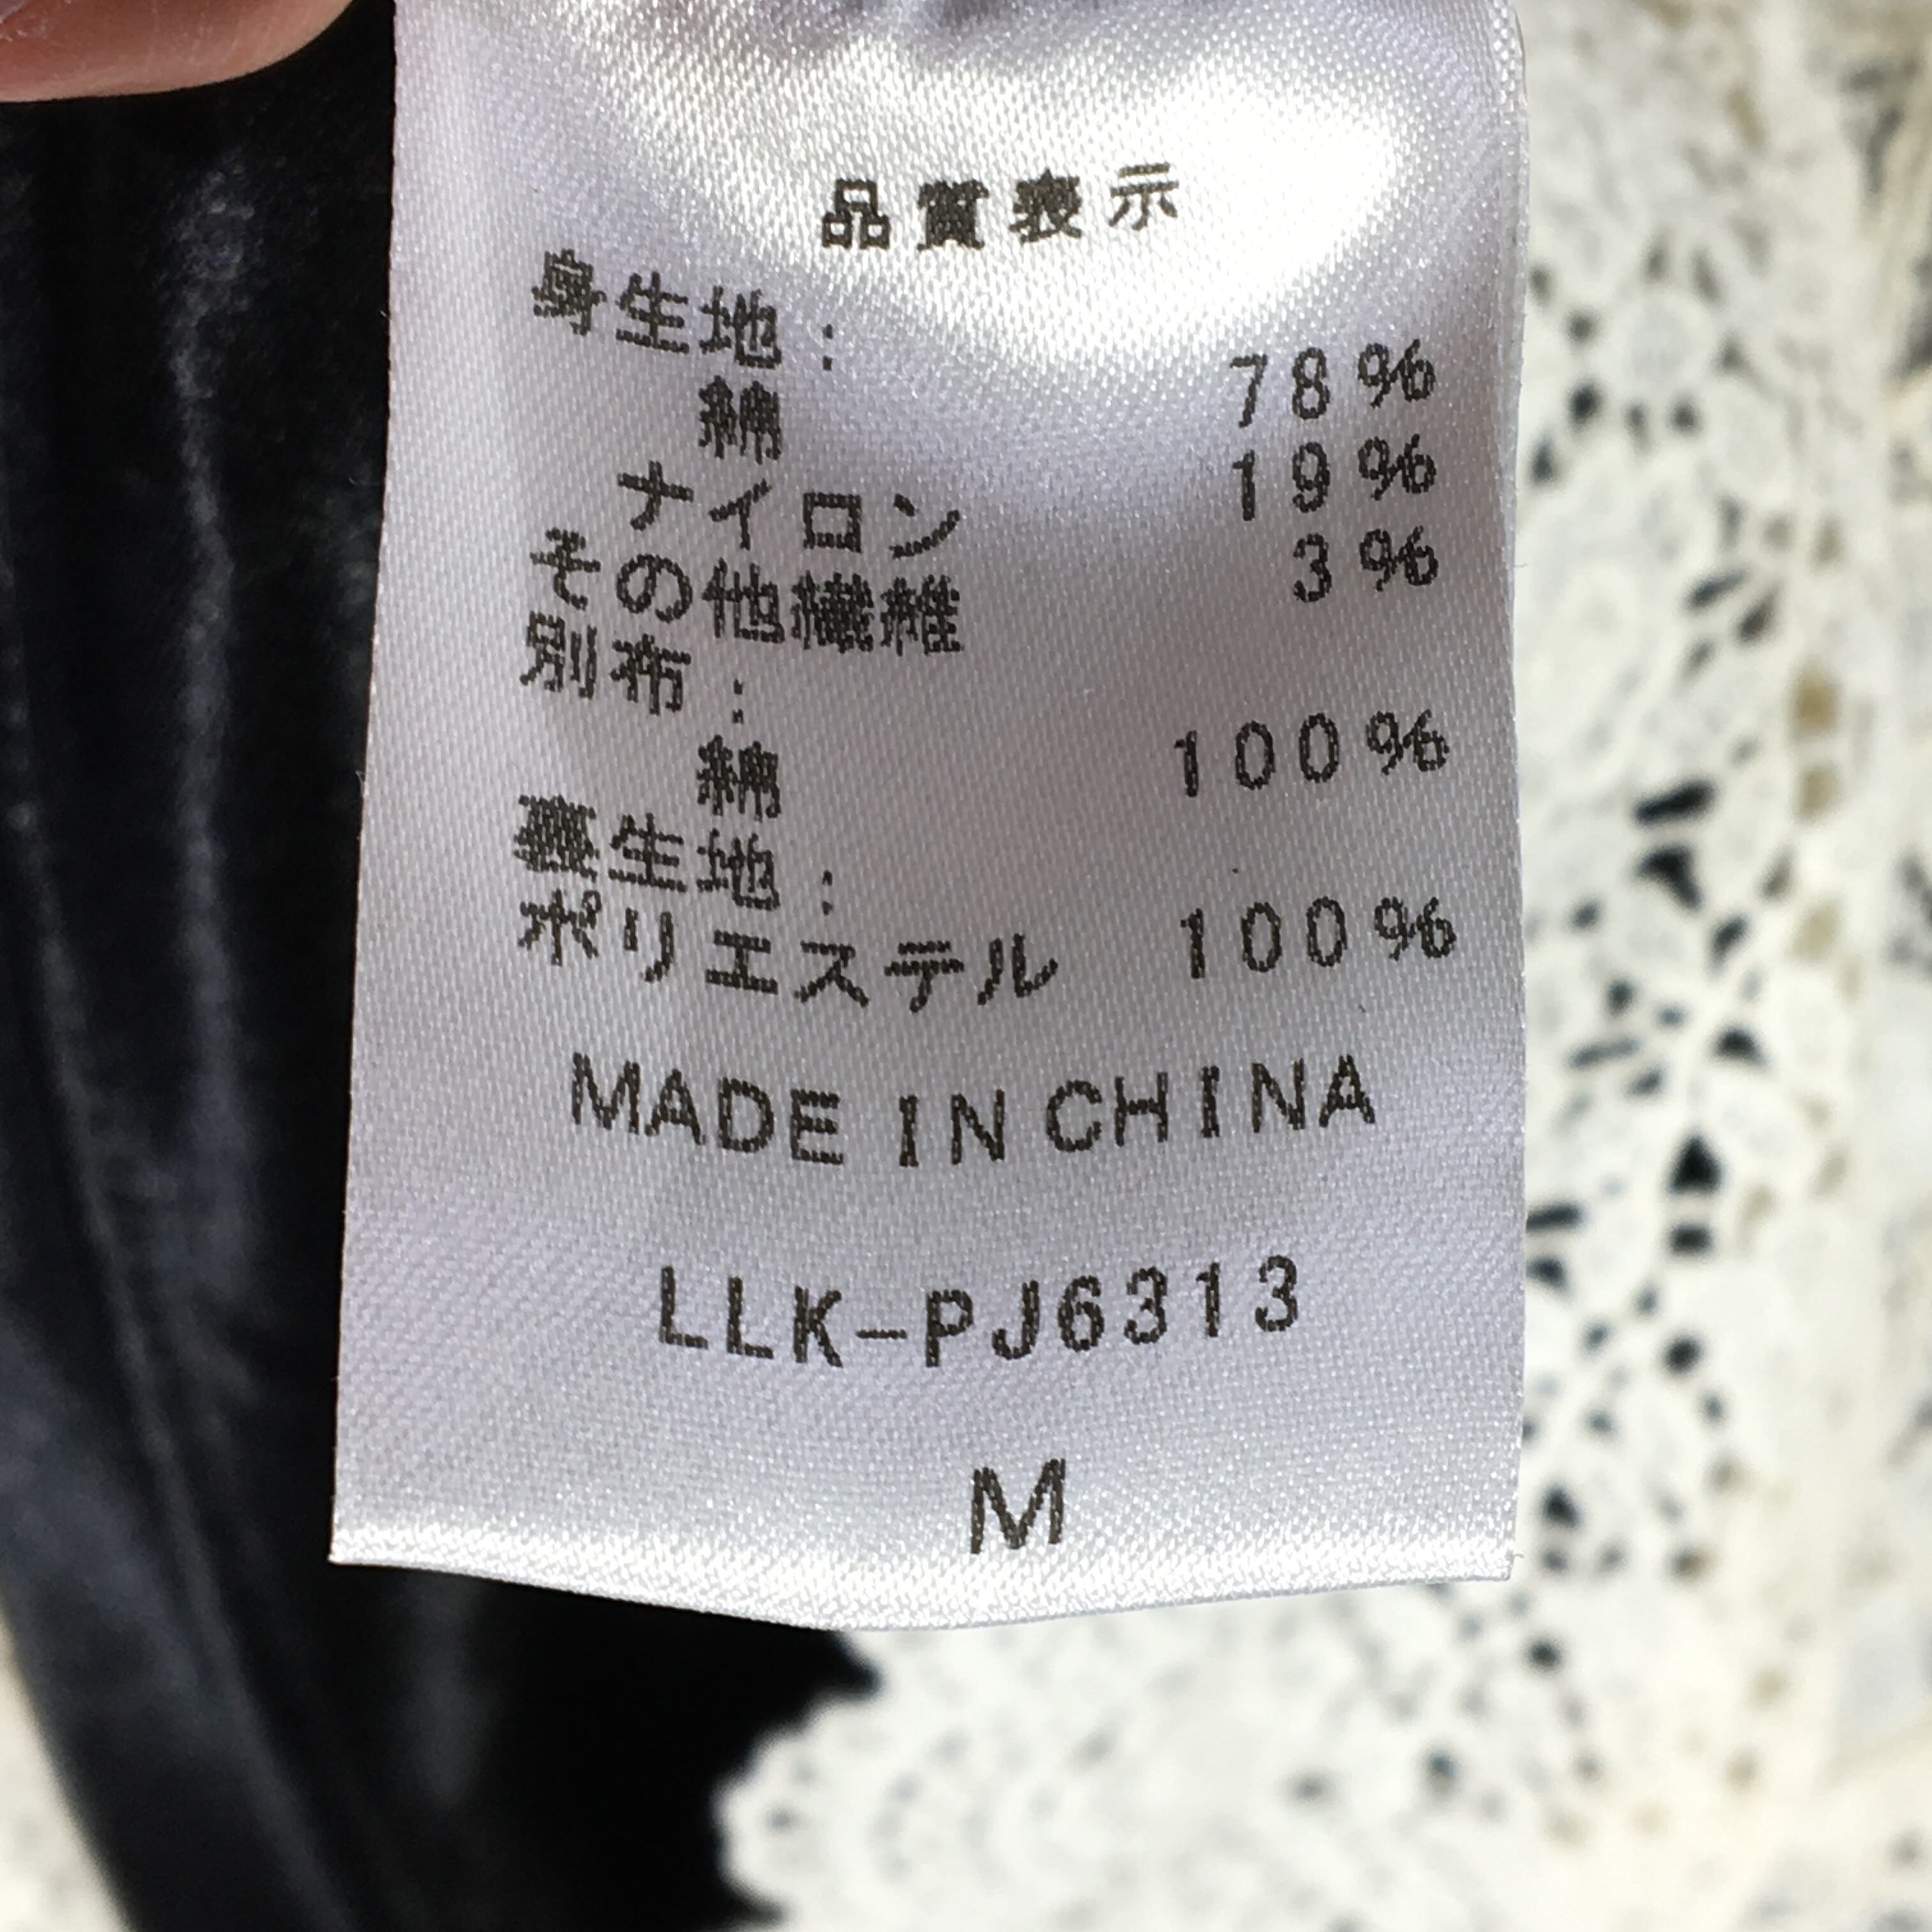 品質表示
身生地:
綿 78%
ナイロン 19%
その他繊維 3%
別布:
綿 100%
裏生地:
ポリエステル 100%
MADE IN CHINA
LLK-PJ6313
M